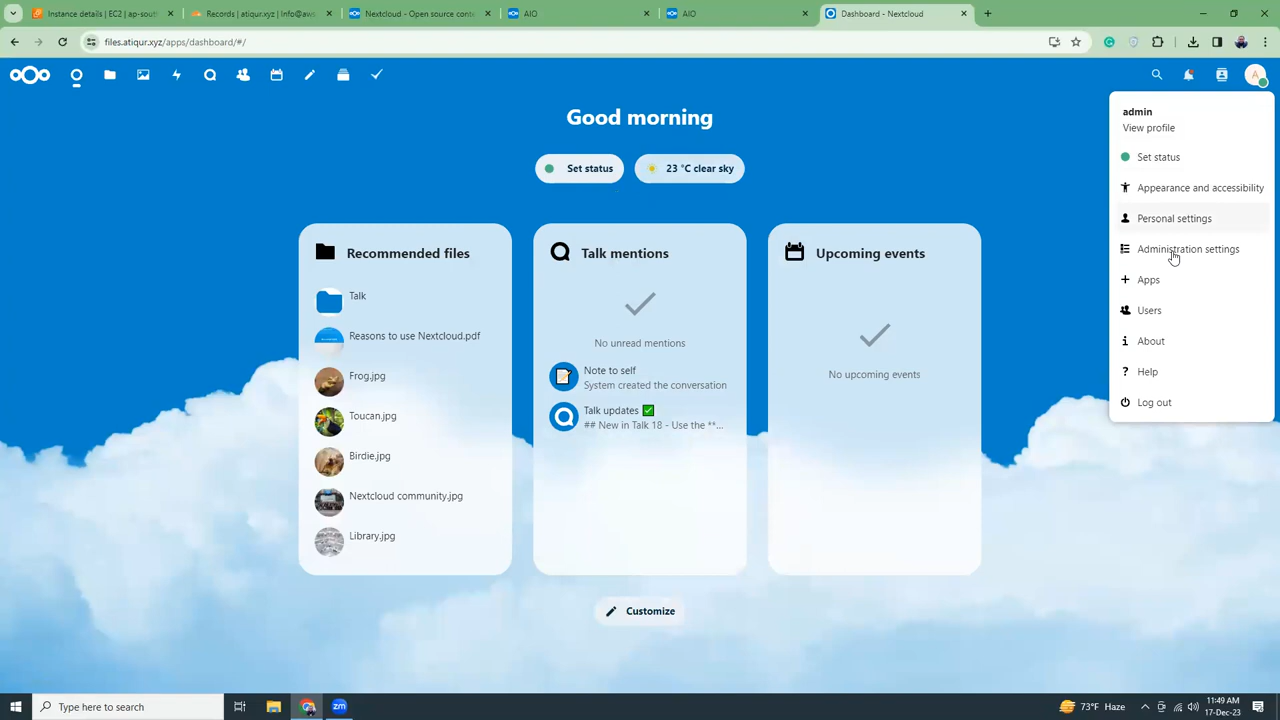 Instance details | EC2 | ap-sout
Records | atiqur.xyz | Info@aws
Nextcloud - Open source conte
AIO
AIO
Dashboard - Nextcloud
files.atiqur.xyz/apps/dashboard/#/
A
Good morning
Set status
23 °C clear sky
Recommended files
Talk
Reasons to use Nextcloud.pdf
Frog.jpg
Toucan.jpg
Birdie.jpg
Nextcloud community.jpg
Library.jpg
Talk mentions
No unread mentions
Note to self
System created the conversation
Talk updates ✅
## New in Talk 18 - Use the **...
Upcoming events
No upcoming events
Customize
admin
View profile
Set status
Appearance and accessibility
Personal settings
Administration settings
Apps
Users
About
Help
Log out
Type here to search
zm
73°F Haze
11:49 AM
17-Dec-23